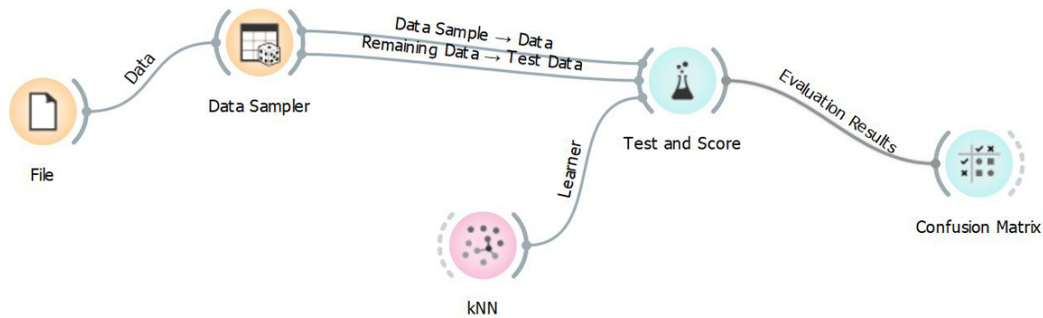 Data
Data Sample → Data
Remaining Data → Test Data
Data Sampler
File
Test and Score
Evaluation Results
Learner
Confusion Matrix
kNN